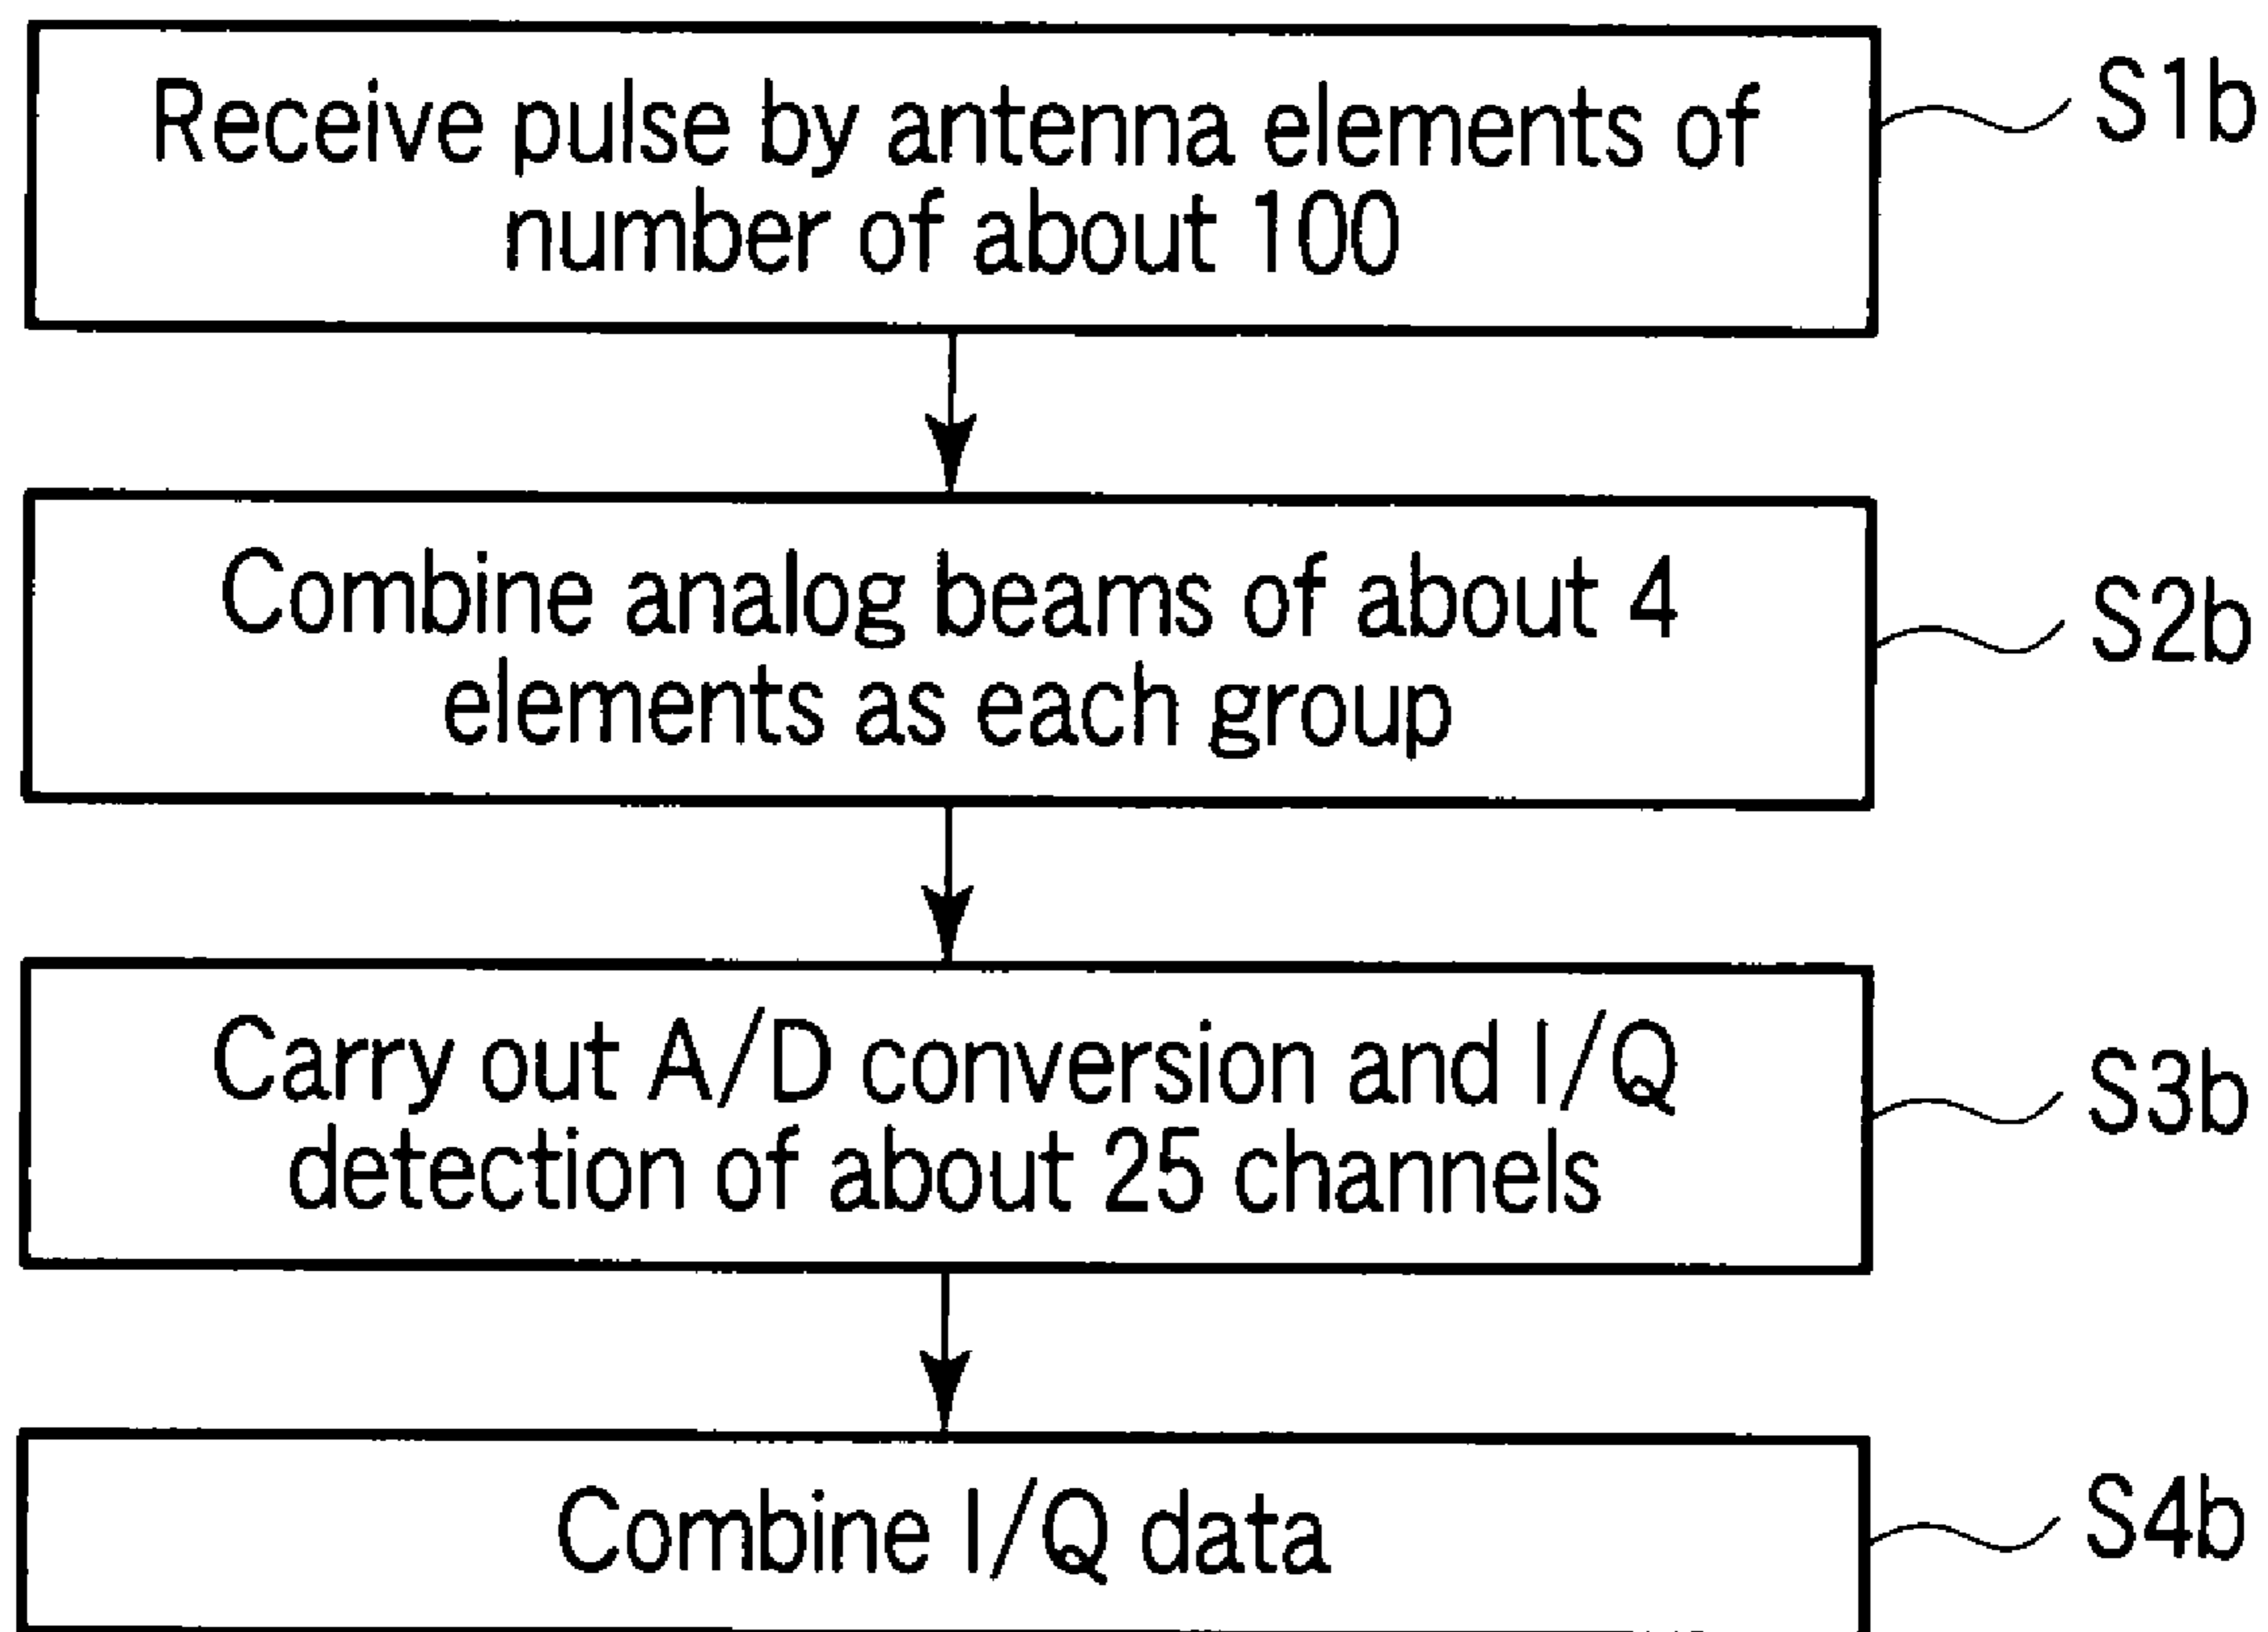 Receive pulse by antenna elements of
number of about 100
S1b
Combine analog beams of about 4
elements as each group
S2b
Carry out A/D conversion and I/Q
detection of about 25 channels
S3b
Combine I/Q data
S4b